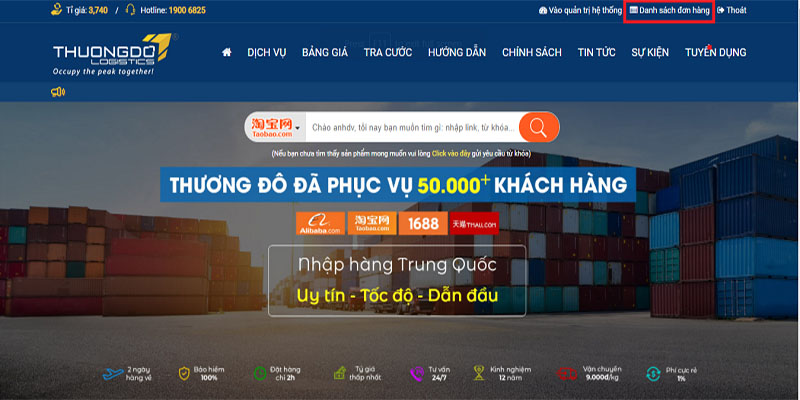 Tỉ giá: 3,740 / Hotline: 1900 6825
Vào quản trị hệ thống Danh sách đơn hàng Thoát
THUONGDO
LOGISTICS
Occupy the peak together!
DỊCH VỤ BẢNG GIÁ TRA CƯỚC HƯỚNG DẪN CHÍNH SÁCH TIN TỨC SỰ KIỆN TUYỂN DỤNG
淘宝网
Taobao.com
Chào anhdv, tối nay bạn muốn tìm gì: nhập link, từ khóa...
(Nếu bạn chưa tìm thấy sản phẩm mong muốn vui lòng Click vào đây gửi yêu cầu từ khóa)
THƯƠNG ĐÔ ĐÃ PHỤC VỤ 50.000+ KHÁCH HÀNG
Alibaba.com
淘宝网
Taobao.com
1688
天猫TMALL.COM
Nhập hàng Trung Quốc
Uy tín - Tốc độ - Dẫn đầu
2 ngày
hàng về
Bảo hiểm
100%
Đặt hàng
chỉ 2h
Tỷ giá
thấp nhất
Tư vấn
24/7
Kinh nghiệm
12 năm
Vận chuyển
9.000đ/kg
Phí cực rẻ
1%